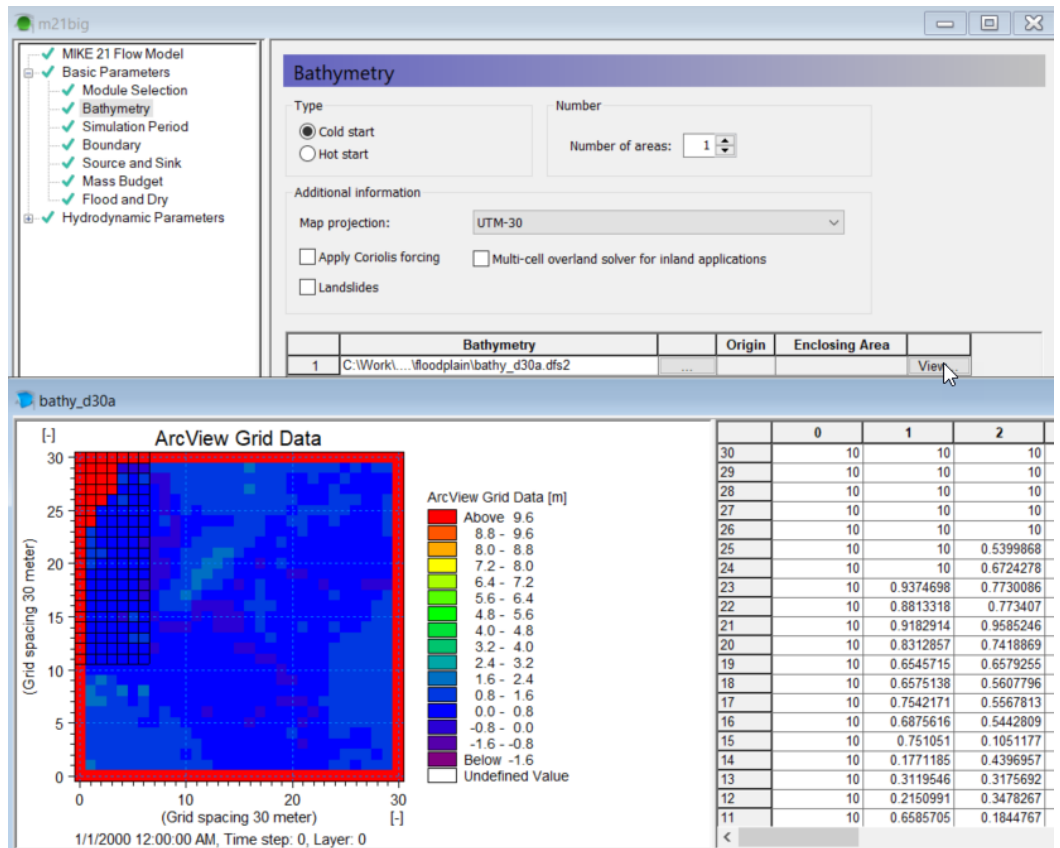 m21big
MIKE 21 Flow Model
Basic Parameters
Module Selection
Bathymetry
Simulation Period
Boundary
Source and Sink
Mass Budget
Flood and Dry
Hydrodynamic Parameters
Bathymetry
Type
Cold start
Hot start
Number
Number of areas: 1
Additional information
Map projection: UTM-30
Apply Coriolis forcing
Multi-cell overland solver for inland applications
Landslides
Bathymetry Origin Enclosing Area
1 C:\Work\....\floodplain\bathy_d30a.dfs2 ... View...
bathy_d30a
[-]
ArcView Grid Data
30
25
20
15
10
5
0
(Grid spacing 30 meter)
0 10 20 30
(Grid spacing 30 meter) [-]
1/1/2000 12:00:00 AM, Time step: 0, Layer: 0
ArcView Grid Data [m]
Above 9.6
8.8 - 9.6
8.0 - 8.8
7.2 - 8.0
6.4 - 7.2
5.6 - 6.4
4.8 - 5.6
4.0 - 4.8
3.2 - 4.0
2.4 - 3.2
1.6 - 2.4
0.8 - 1.6
0.0 - 0.8
-0.8 - 0.0
-1.6 - -0.8
Below -1.6
Undefined Value
0 1 2
30 10 10 10
29 10 10 10
28 10 10 10
27 10 10 10
26 10 10 10
25 10 10 0.5399868
24 10 10 0.6724278
23 10 0.9374698 0.7730086
22 10 0.8813318 0.773407
21 10 0.9182914 0.9585246
20 10 0.8312857 0.7418869
19 10 0.6545715 0.6579255
18 10 0.6575138 0.5607796
17 10 0.7542171 0.5567813
16 10 0.6875616 0.5442809
15 10 0.751051 0.1051177
14 10 0.1771185 0.4396957
13 10 0.3119546 0.3175692
12 10 0.2150991 0.3478267
11 10 0.6585705 0.1844767